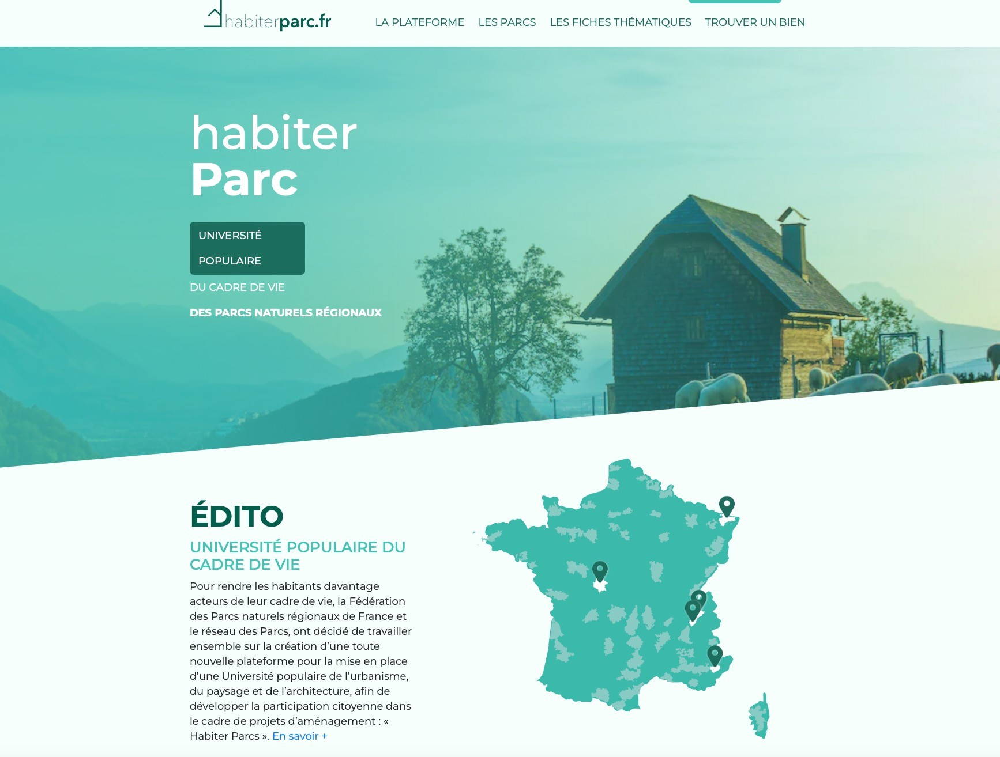 habiterparc.fr
LA PLATEFORME
LES PARCS
LES FICHES THÉMATIQUES
TROUVER UN BIEN
habiter
Parc
UNIVERSITÉ
POPULAIRE
DU CADRE DE VIE
DES PARCS NATURELS RÉGIONAUX
ÉDITO
UNIVERSITÉ POPULAIRE DU
CADRE DE VIE
Pour rendre les habitants davantage
acteurs de leur cadre de vie, la Fédération
des Parcs naturels régionaux de France et
le réseau des Parcs, ont décidé de travailler
ensemble sur la création d’une toute
nouvelle plateforme pour la mise en place
d’une Université populaire de l’urbanisme,
du paysage et de l’architecture, afin de
développer la participation citoyenne dans
le cadre de projets d’aménagement : «
Habiter Parcs ». En savoir +